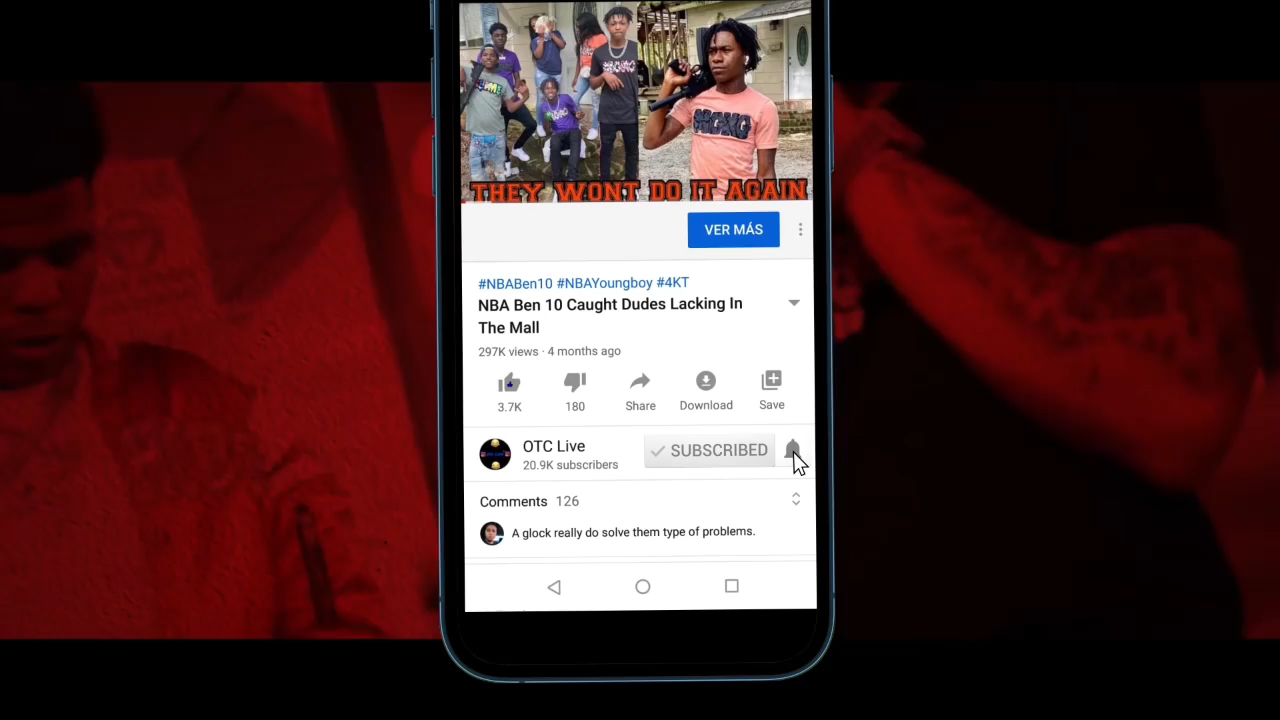 THEY WONT DO IT AGAIN
VER MÁS
#NBABen10 #NBAYoungboy #4KT
NBA Ben 10 Caught Dudes Lacking In
The Mall
297K views · 4 months ago
3.7K
180
Share
Download
Save
OTC Live
20.9K subscribers
SUBSCRIBED
Comments 126
A glock really do solve them type of problems.